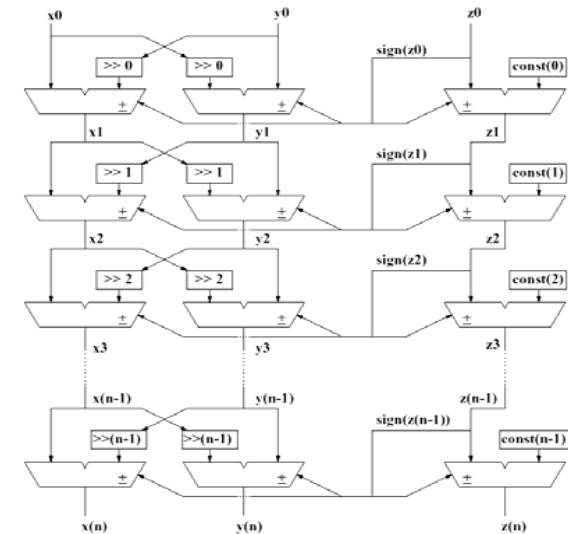 x0 y0 z0
sign(z0)
>> 0 >> 0 const(0)
± ± ±
x1 y1 z1
sign(z1)
>> 1 >> 1 const(1)
± ± ±
x2 y2 z2
sign(z2)
>> 2 >> 2 const(2)
± ± ±
x3 y3 z3
x(n-1) y(n-1) z(n-1)
sign(z(n-1))
>>(n-1) >>(n-1) const(n-1)
± ± ±
x(n) y(n) z(n)